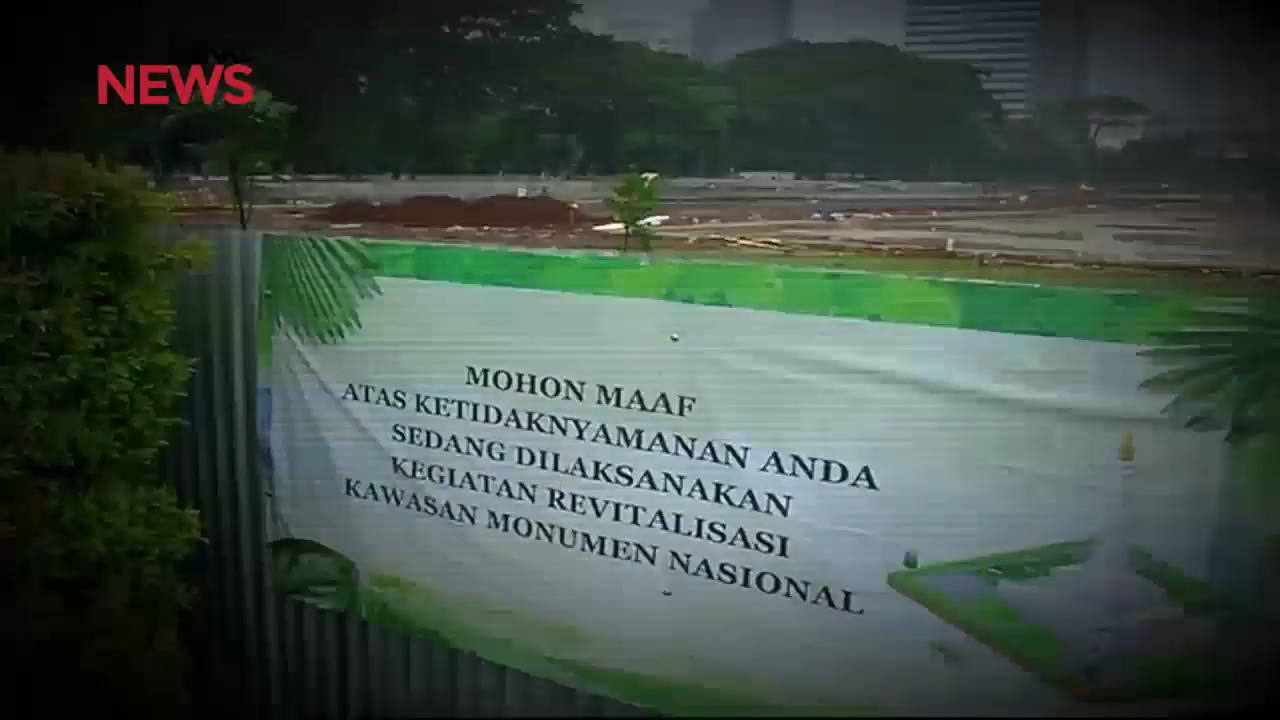 NEWS
MOHON MAAF
ATAS KETIDAKNYAMANAN ANDA
SEDANG DILAKSANAKAN
KEGIATAN REVITALISASI
KAWASAN MONUMEN NASIONAL